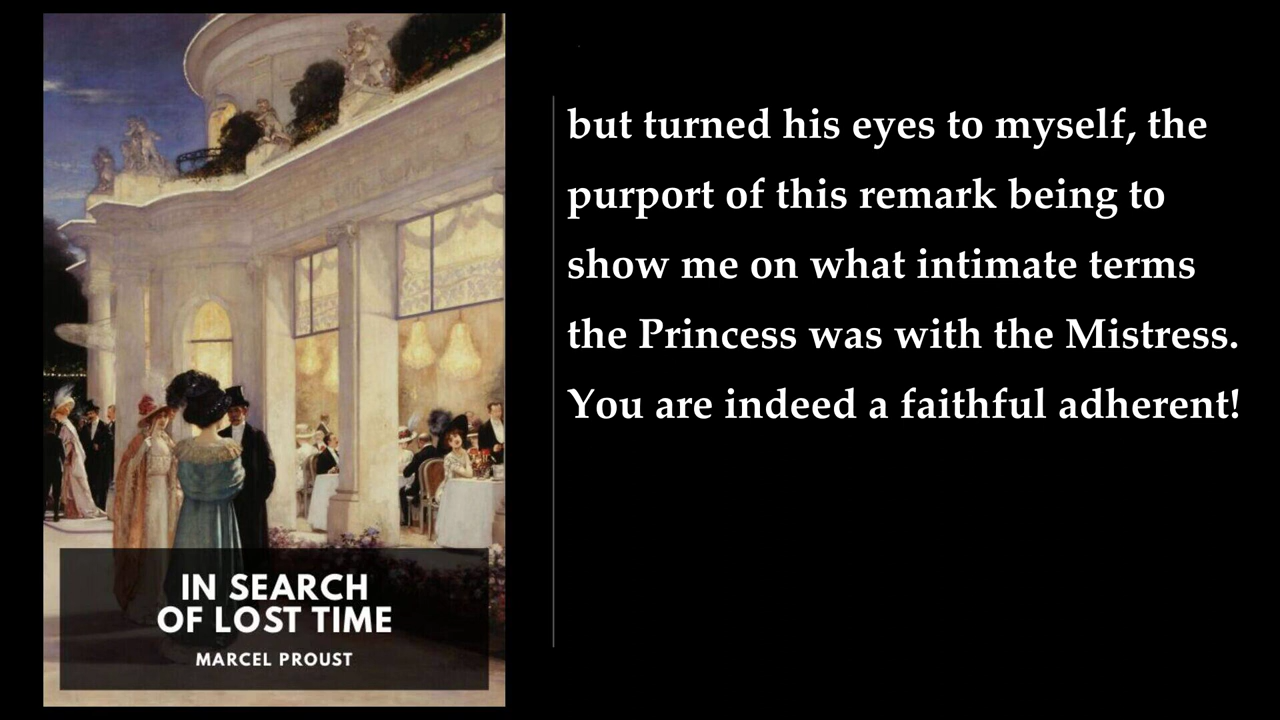 IN SEARCH
OF LOST TIME
MARCEL PROUST
but turned his eyes to myself, the
purport of this remark being to
show me on what intimate terms
the Princess was with the Mistress.
You are indeed a faithful adherent!